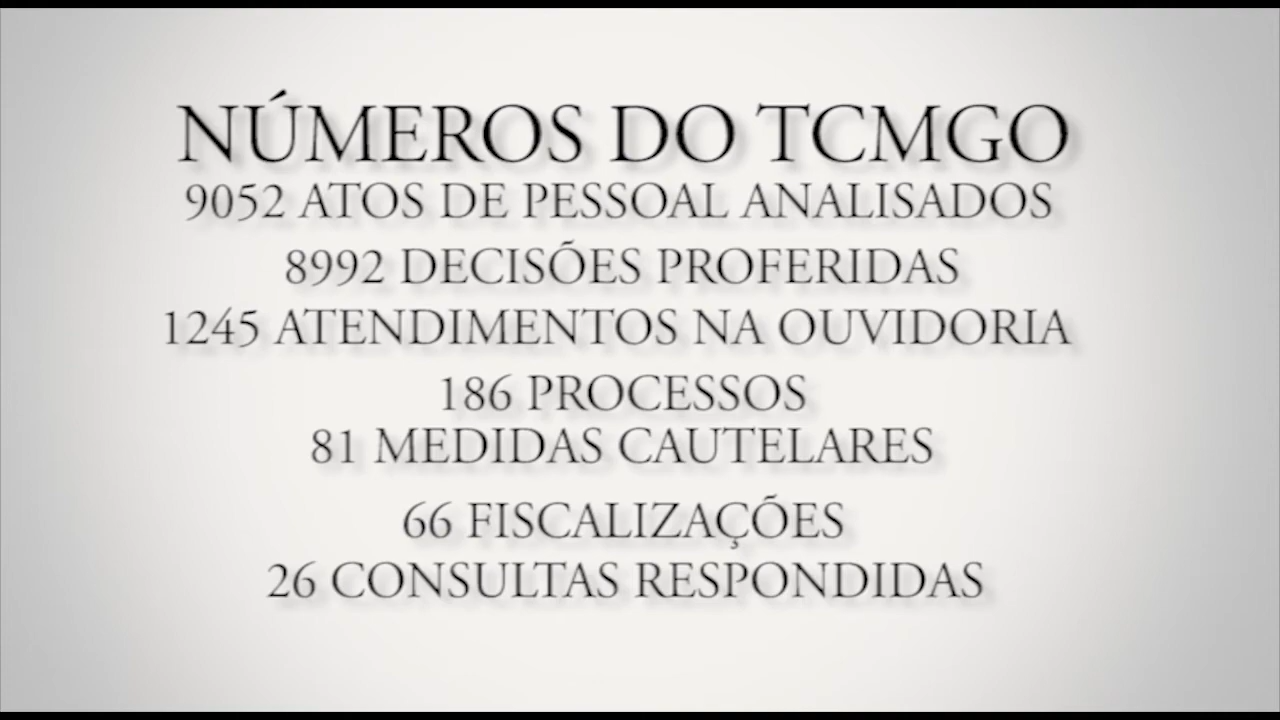 NÚMEROS DO TCMGO
9052 ATOS DE PESSOAL ANALISADOS
8992 DECISÕES PROFERIDAS
1245 ATENDIMENTOS NA OUVIDORIA
186 PROCESSOS
81 MEDIDAS CAUTELARES
66 FISCALIZAÇÕES
26 CONSULTAS RESPONDIDAS